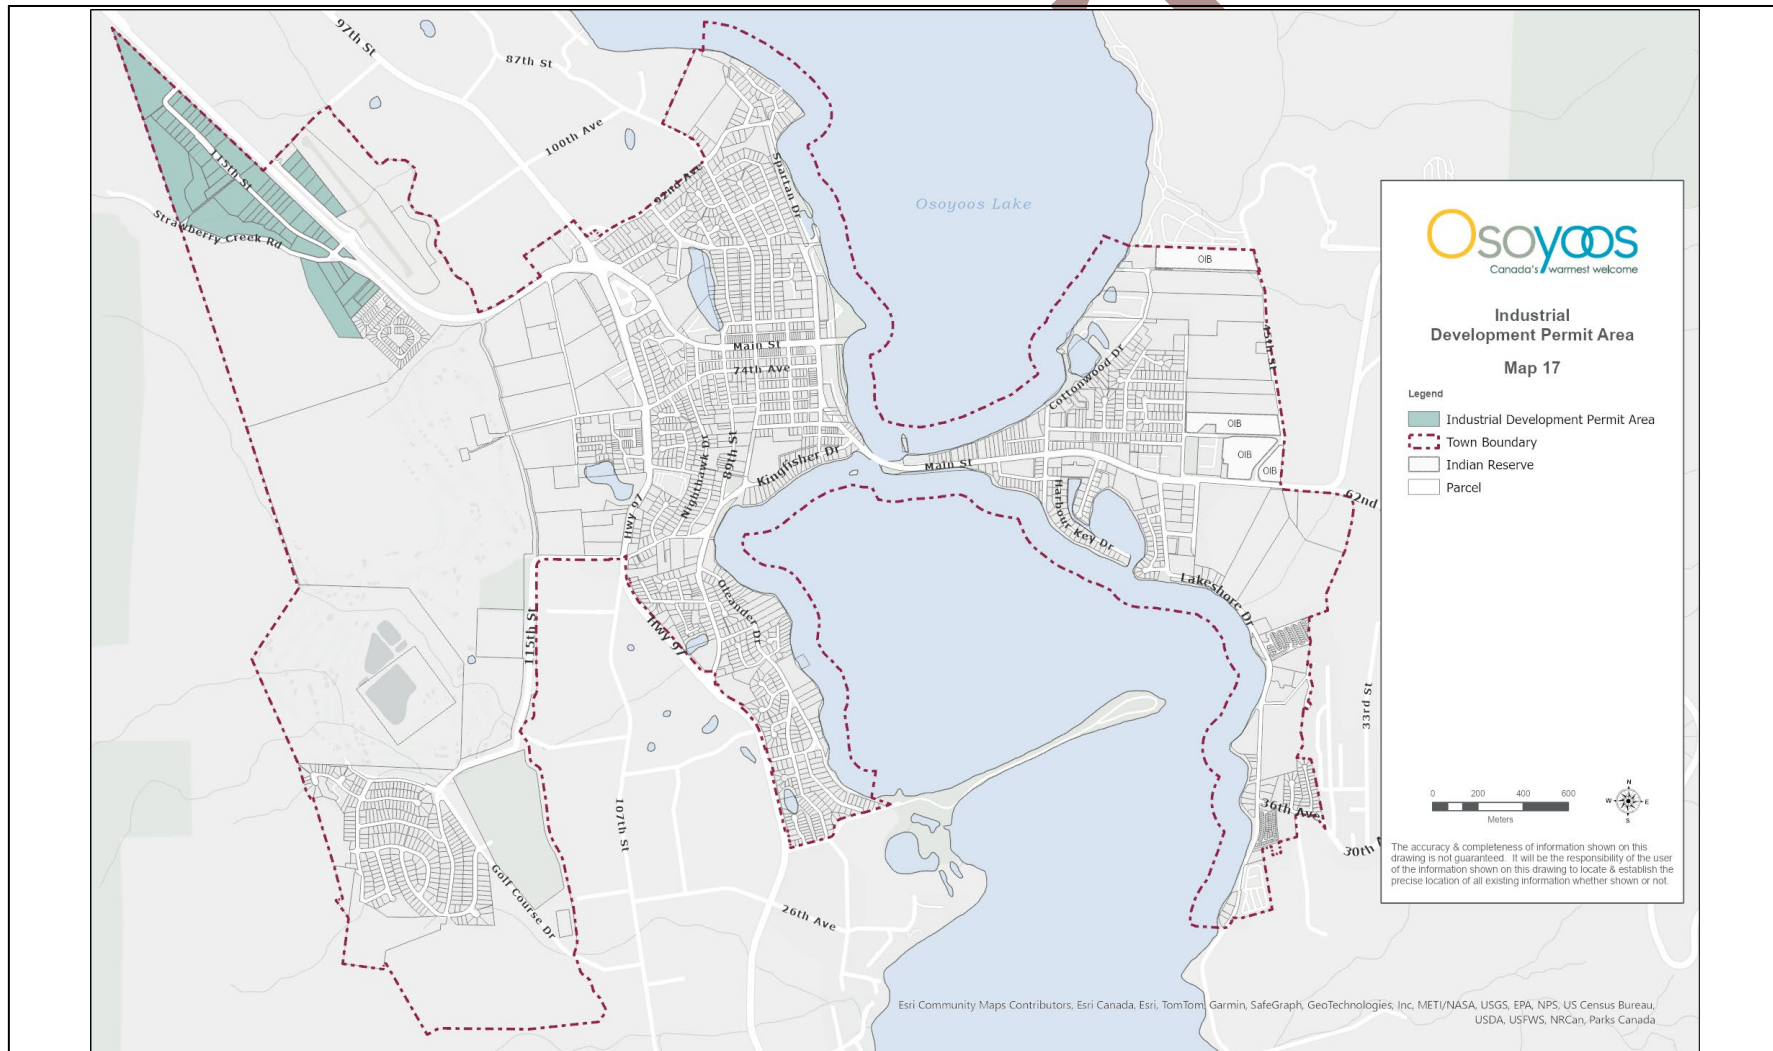 97th St
87th St
100th Ave
92nd Ave
Spartan Dr
115th St
Strawberry Creek Rd
Osoyoos Lake
OIB
45th St
Main St
74th Ave
Cottonwood Dr
OIB
OIB
OIB
Nighthawk Dr
89th St
Kingfisher Dr
Main St
Hwy 97
Harbour Key Dr
62nd
Lakeshore Dr
Oleander Dr
Hwy 97
115th St
33rd St
107th St
36th Ave
30th
Golf Course Dr
26th Ave
Osoyoos
Canada's warmest welcome
Industrial
Development Permit Area
Map 17
Legend
Industrial Development Permit Area
Town Boundary
Indian Reserve
Parcel
0 200 400 600
Meters
N
W E
S
The accuracy & completeness of information shown on this
drawing is not guaranteed. It will be the responsibility of the user
of the information shown on this drawing to locate & establish the
precise location of all existing information whether shown or not.
Esri Community Maps Contributors, Esri Canada, Esri, TomTom, Garmin, SafeGraph, GeoTechnologies, Inc, METI/NASA, USGS, EPA, NPS, US Census Bureau,
USDA, USFWS, NRCan, Parks Canada